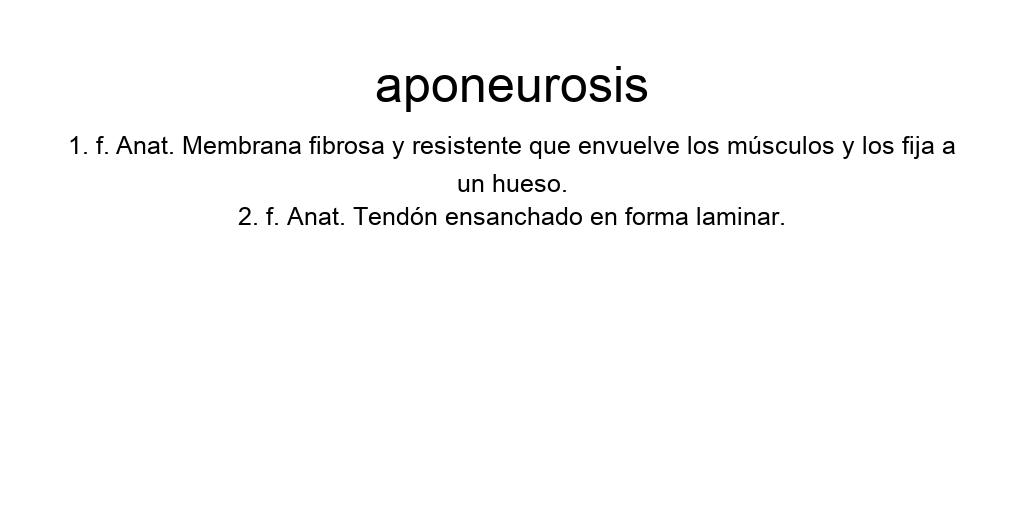 aponeurosis
1. f. Anat. Membrana fibrosa y resistente que envuelve los músculos y los fija a
un hueso.
2. f. Anat. Tendón ensanchado en forma laminar.